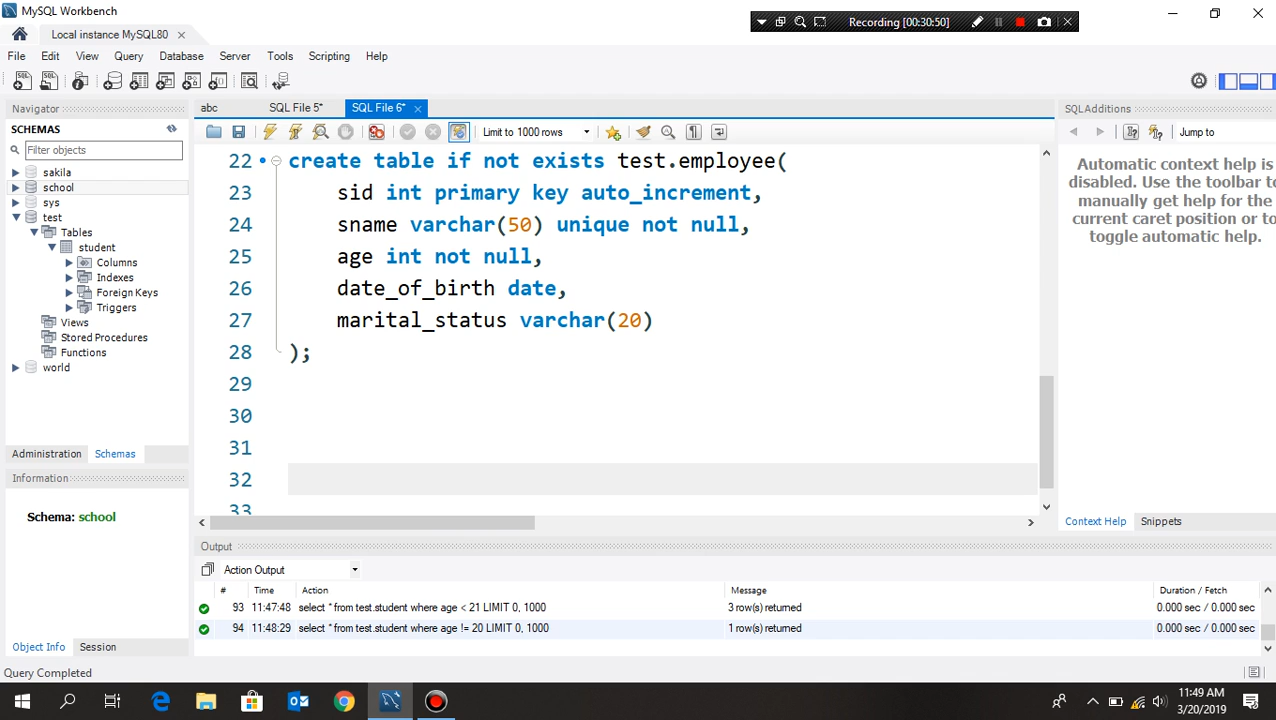 MySQL Workbench
Recording [00:30:50]
Local instance MySQL80
File Edit View Query Database Server Tools Scripting Help
Navigator
SCHEMAS
Filter objects
sakila
school
sys
test
Tables
student
Columns
Indexes
Foreign Keys
Triggers
Views
Stored Procedures
Functions
world
Administration Schemas
Information
Schema: school
Object Info Session
abc SQL File 5* SQL File 6*
Limit to 1000 rows
22 create table if not exists test.employee(
23 sid int primary key auto_increment,
24 sname varchar(50) unique not null,
25 age int not null,
26 date_of_birth date,
27 marital_status varchar(20)
28 );
29
30
31
32
33
SQLAdditions
Jump to
Automatic context help is
disabled. Use the toolbar to
manually get help for the
current caret position or to
toggle automatic help.
Context Help Snippets
Output
Action Output
# Time Action Message Duration / Fetch
93 11:47:48 select * from test.student where age < 21 LIMIT 0, 1000 3 row(s) returned 0.000 sec / 0.000 sec
94 11:48:29 select * from test.student where age != 20 LIMIT 0, 1000 1 row(s) returned 0.000 sec / 0.000 sec
Query Completed
11:49 AM
3/20/2019